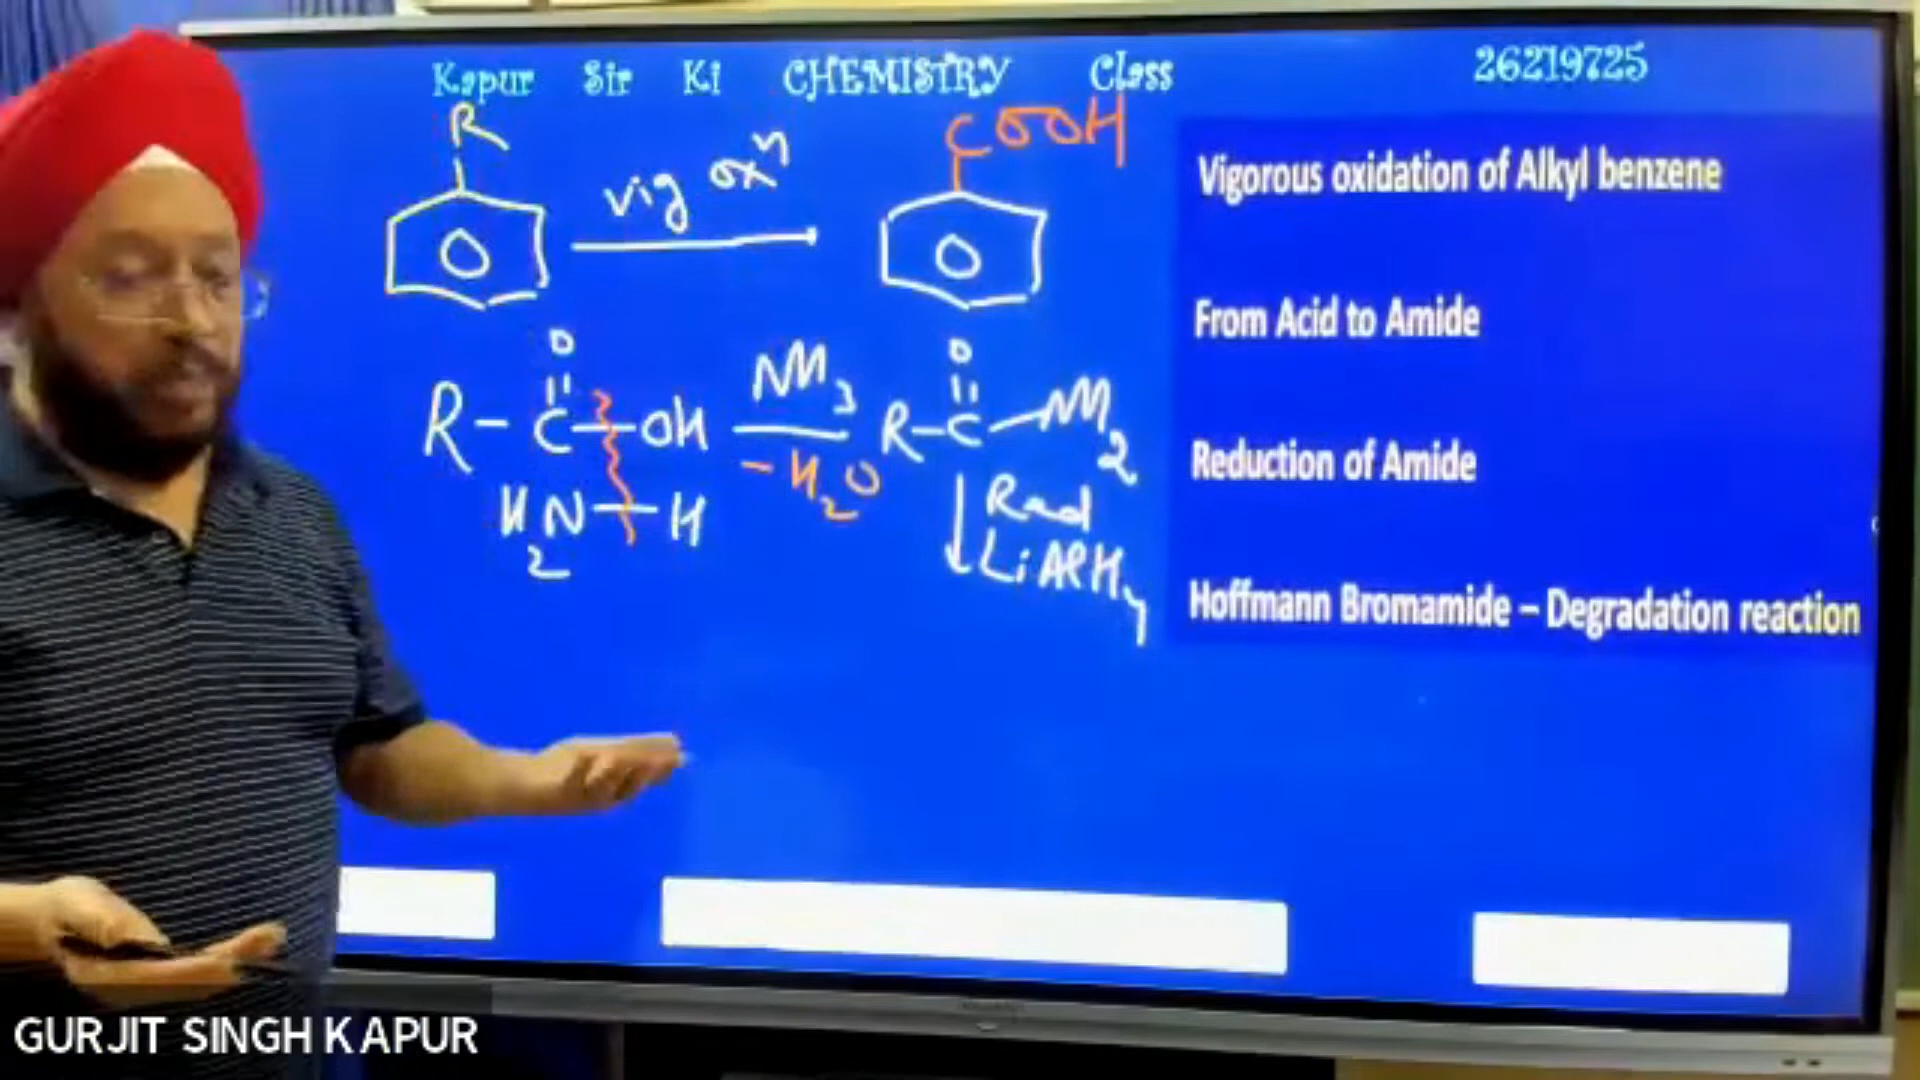 Kapur Sir Ki CHEMISTRY Class 26219725
R vig oxn COOH
Vigorous oxidation of Alkyl benzene
From Acid to Amide
O NH3 O
R-C-OH R-C-NH2
-H2O
H2N-H
Reduction of Amide
Red
LiAlH4
Hoffmann Bromamide – Degradation reaction
GURJIT SINGH KAPUR